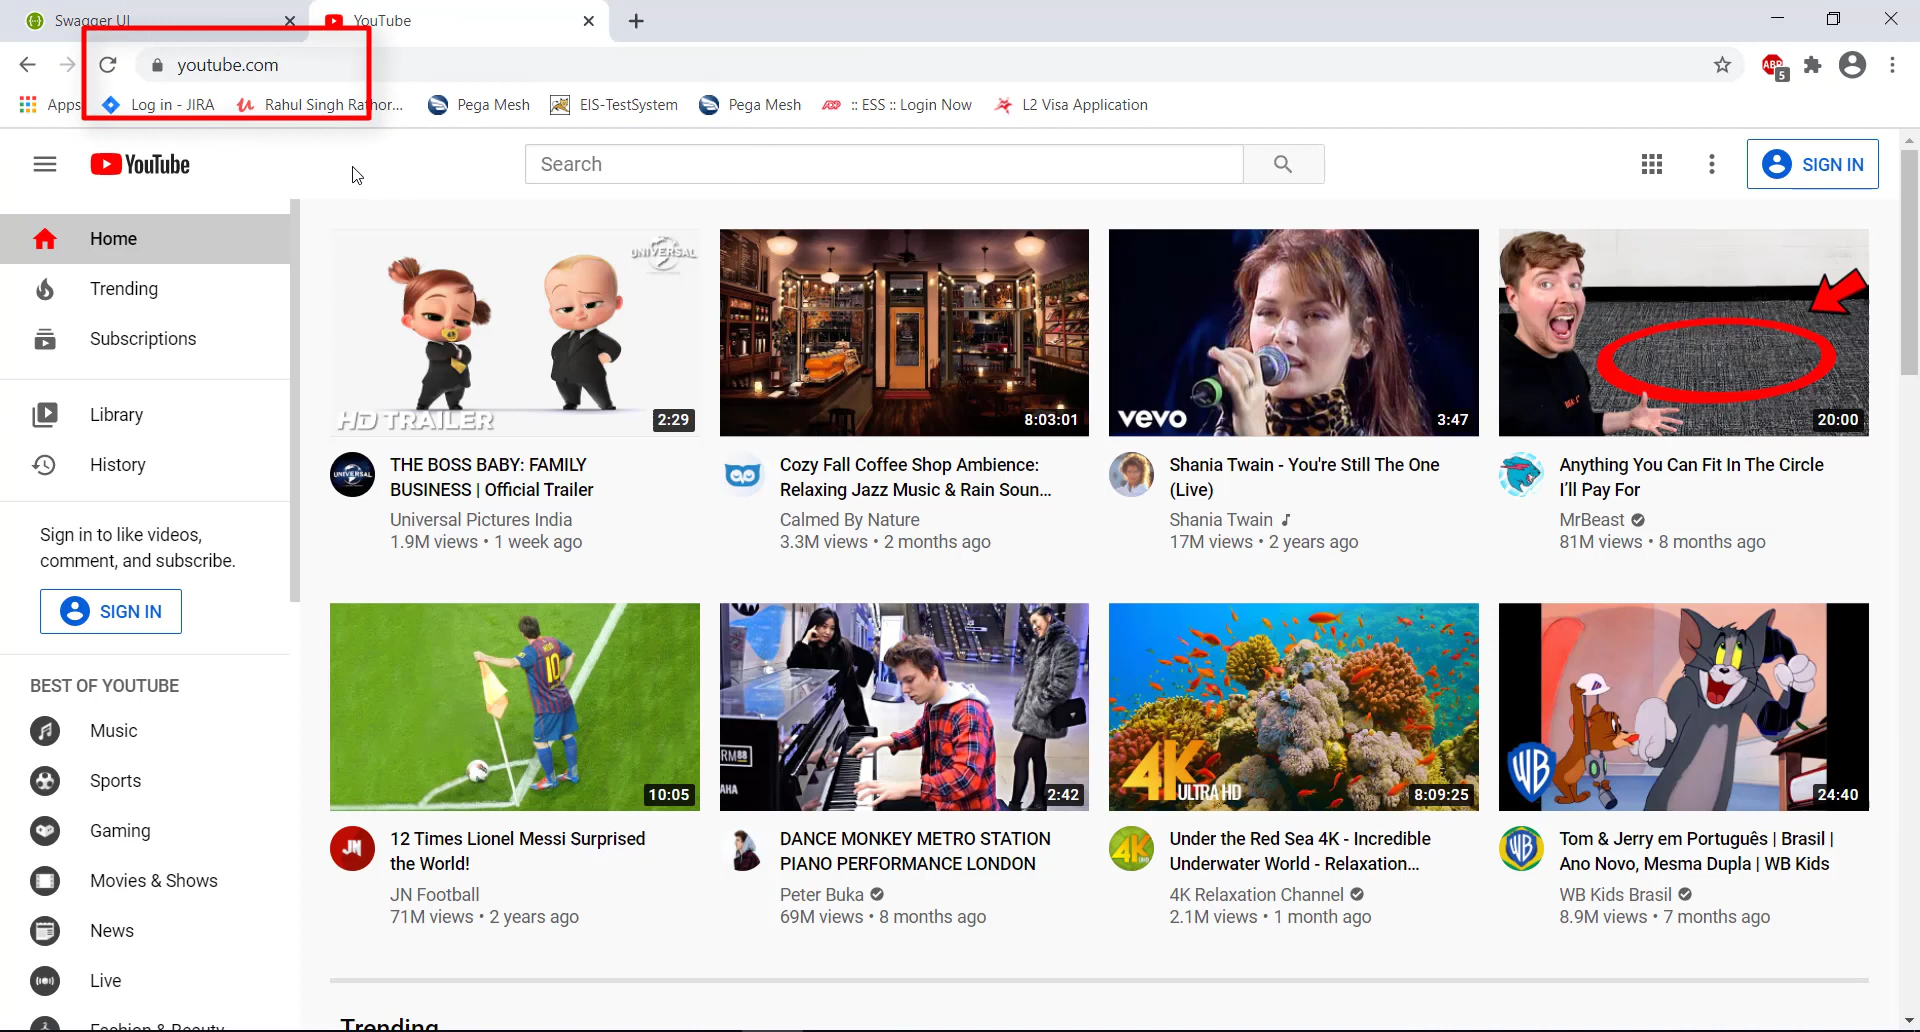 Swagger UI
YouTube
youtube.com
ABP
5
Apps
Log in - JIRA
Rahul Singh Rathor...
Pega Mesh
EIS-TestSystem
Pega Mesh
:: ESS :: Login Now
L2 Visa Application
YouTube
Search
SIGN IN
Home
Trending
Subscriptions
Library
History
Sign in to like videos,
comment, and subscribe.
SIGN IN
BEST OF YOUTUBE
Music
Sports
Gaming
Movies & Shows
News
Live
Fashion & Beauty
UNIVERSAL
HD TRAILER
2:29
8:03:01
vevo
3:47
20:00
UNIVERSAL
THE BOSS BABY: FAMILY
BUSINESS | Official Trailer
Universal Pictures India
1.9M views • 1 week ago
Cozy Fall Coffee Shop Ambience:
Relaxing Jazz Music & Rain Soun...
Calmed By Nature
3.3M views • 2 months ago
Shania Twain - You're Still The One
(Live)
Shania Twain
17M views • 2 years ago
Anything You Can Fit In The Circle
I’ll Pay For
MrBeast
81M views • 8 months ago
10
10:05
2:42
4K
ULTRA HD
8:09:25
WB
24:40
JN
12 Times Lionel Messi Surprised
the World!
JN Football
71M views • 2 years ago
DANCE MONKEY METRO STATION
PIANO PERFORMANCE LONDON
Peter Buka
69M views • 8 months ago
4K
Under the Red Sea 4K - Incredible
Underwater World - Relaxation...
4K Relaxation Channel
2.1M views • 1 month ago
WB
Tom & Jerry em Português | Brasil |
Ano Novo, Mesma Dupla | WB Kids
WB Kids Brasil
8.9M views • 7 months ago
Trending